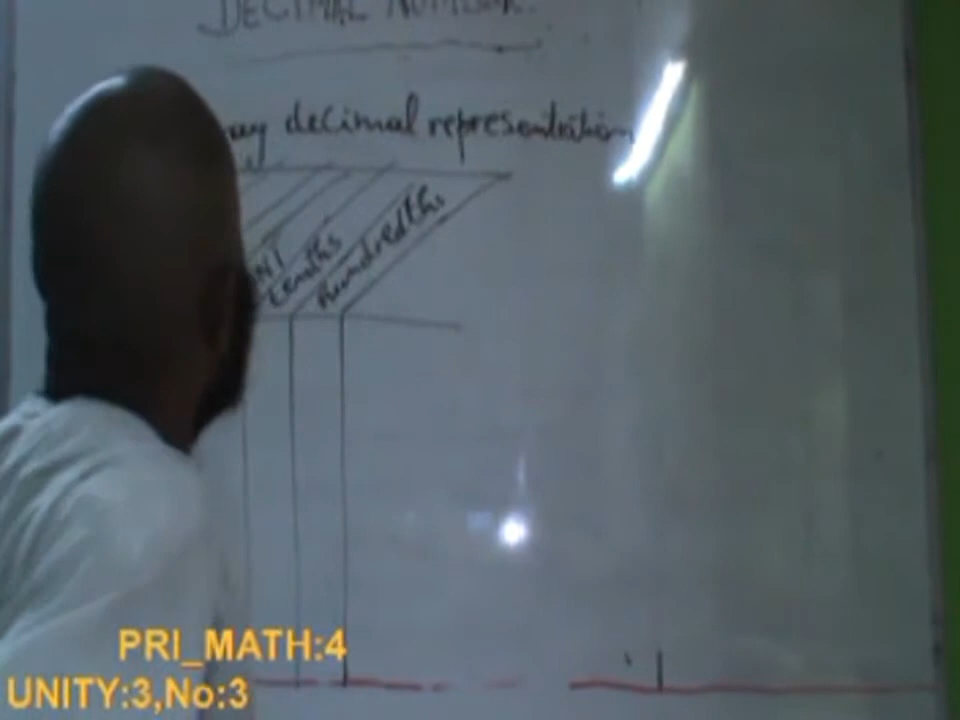 DECIMAL NUMBER.
decimal representation
Tenths
Hundredths
PRI_MATH:4
UNITY:3,No:3